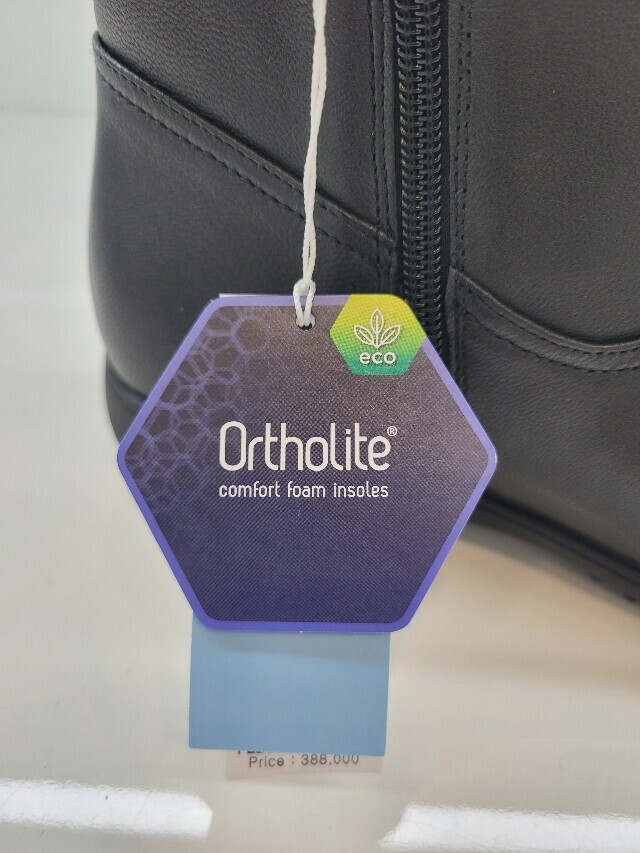 eco
Ortholite®
comfort foam insoles
Price : 388.000